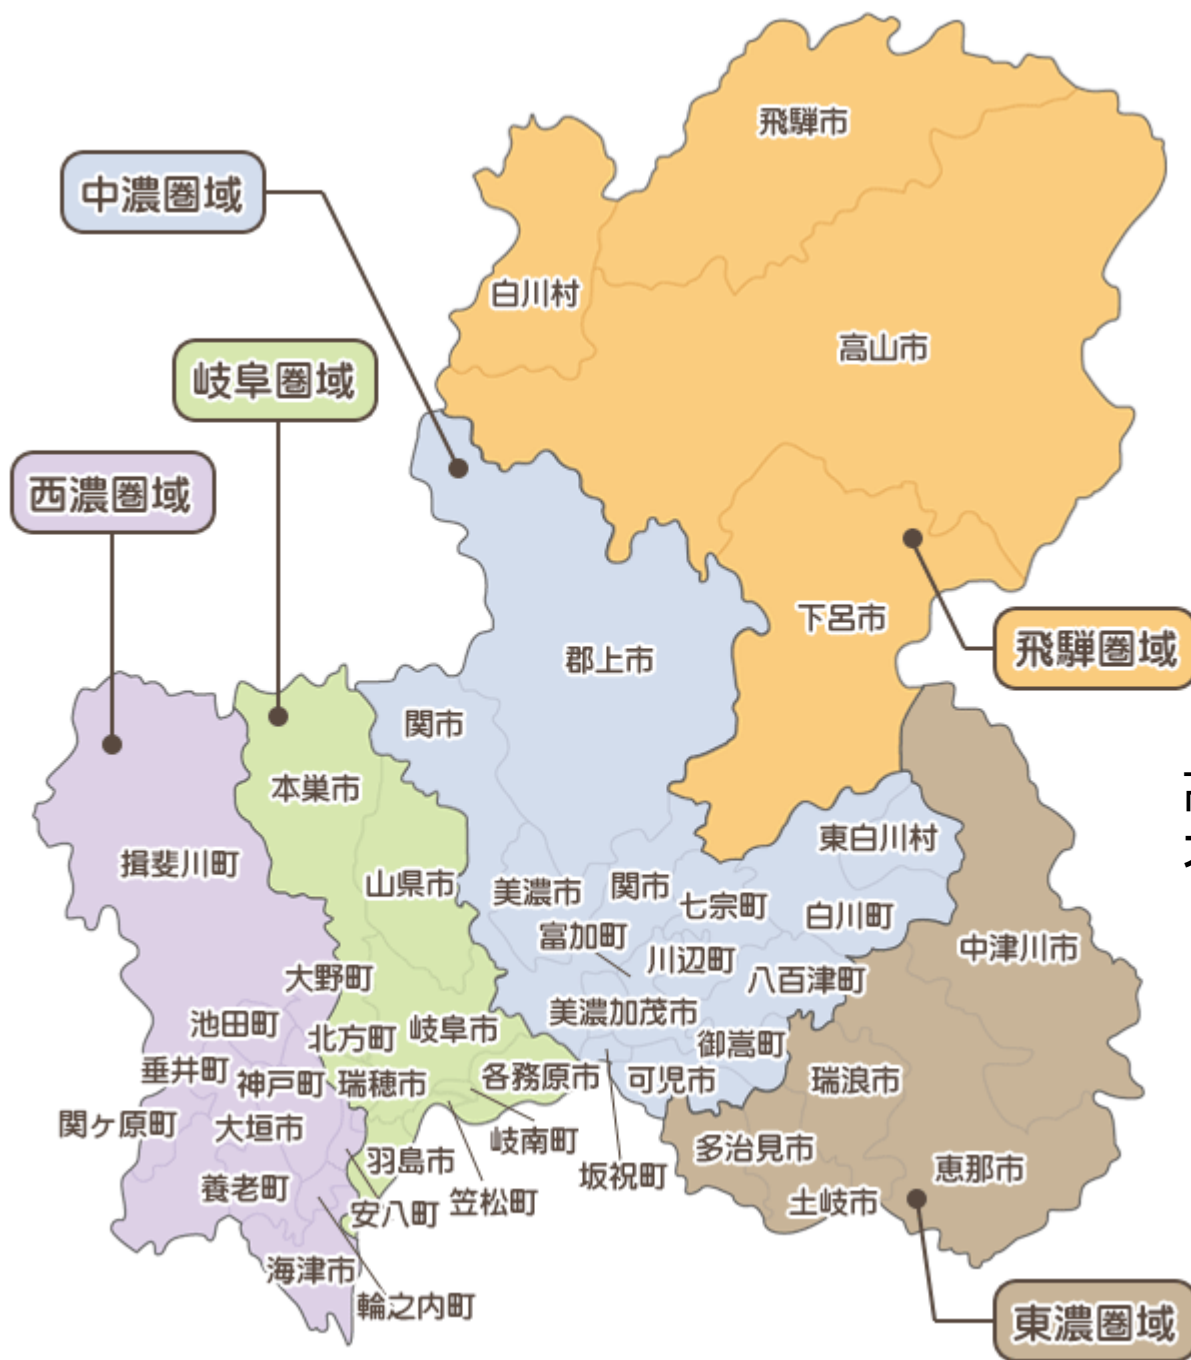 飛騨市
中濃圏域
白川村
高山市
岐阜圏域
西濃圏域
下呂市
飛騨圏域
郡上市
関市
本巣市
東白川村
揖斐川町
山県市
美濃市
関市
七宗町
白川町
富加町
川辺町
中津川市
大野町
八百津町
美濃加茂市
池田町
北方町
岐阜市
御嵩町
垂井町
神戸町
瑞穂市
各務原市
可児市
瑞浪市
関ヶ原町
大垣市
岐南町
多治見市
羽島市
坂祝町
恵那市
養老町
安八町
笠松町
土岐市
海津市
輪之内町
東濃圏域